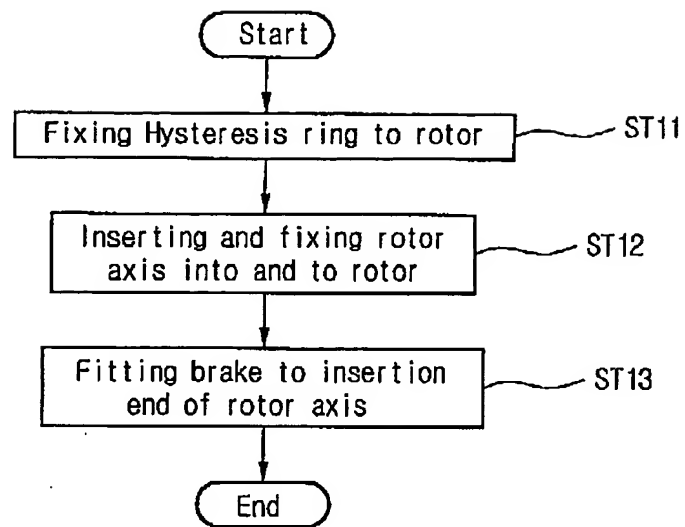 Start
Fixing Hysteresis ring to rotor
ST11
Inserting and fixing rotor
axis into and to rotor
ST12
Fitting brake to insertion
end of rotor axis
ST13
End